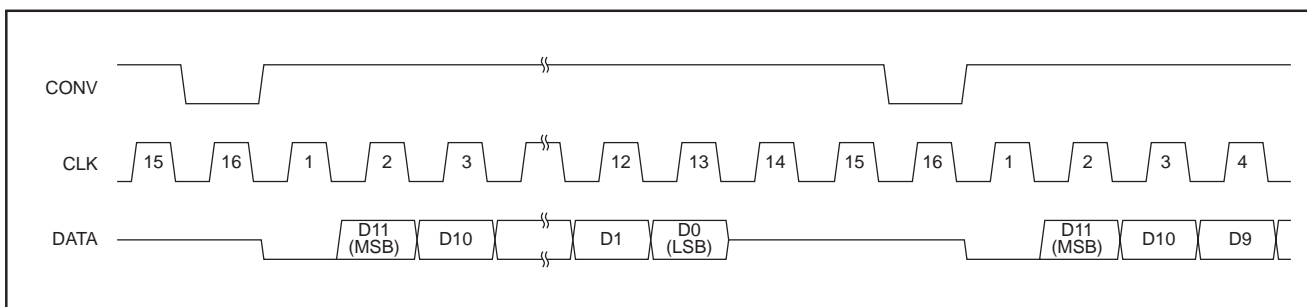 CONV
CLK 15 16 1 2 3 12 13 14 15 16 1 2 3 4
DATA D11 (MSB) D10 D1 D0 (LSB) D11 (MSB) D10 D9